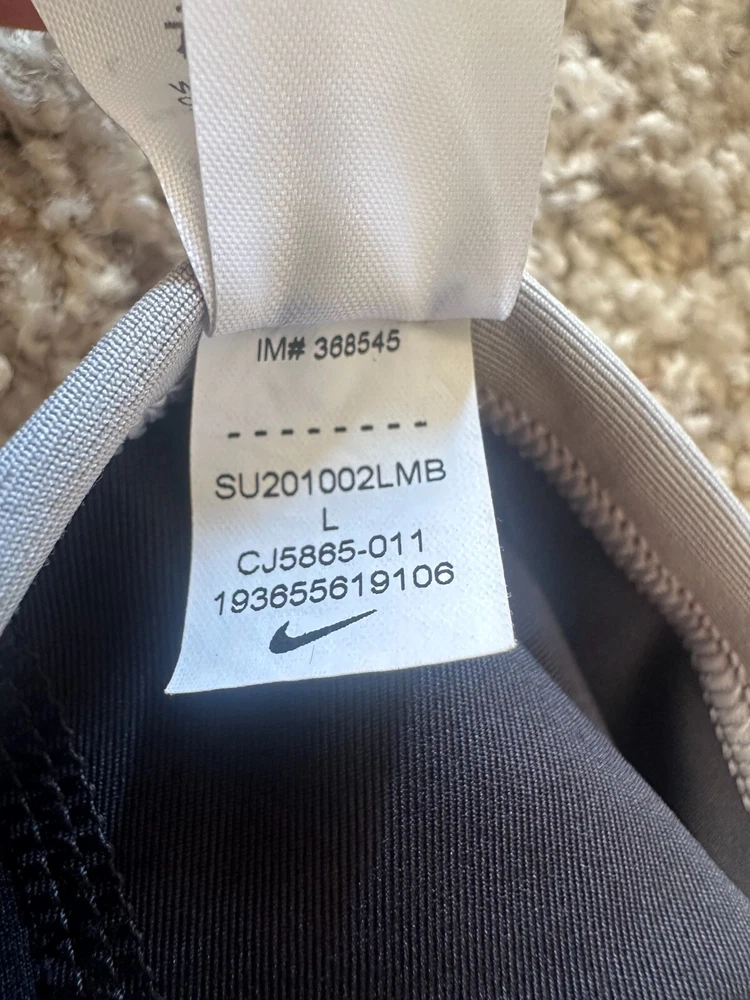 IM# 368545
--------
SU201002LMB
L
CJ5865-011
193655619106